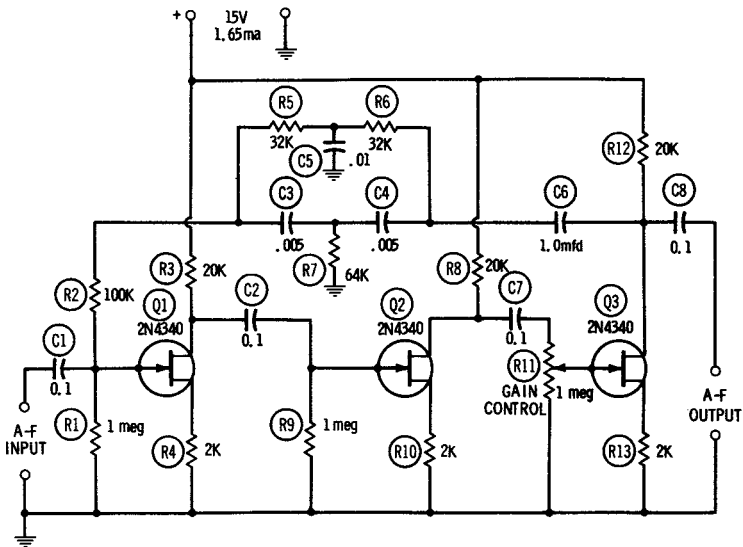 +
15V
1.65ma
R5
R6
32K
32K
C5
.01
R12
20K
C3
C4
C6
C8
.005
.005
1.0mfd
0.1
R3
20K
R7
64K
R8
20K
R2
100K
Q1
2N4340
C2
0.1
Q2
2N4340
C7
0.1
Q3
2N4340
C1
0.1
R11
GAIN
CONTROL
1 meg
A-F
INPUT
A-F
OUTPUT
R1
1 meg
R4
2K
R9
1 meg
R10
2K
R13
2K